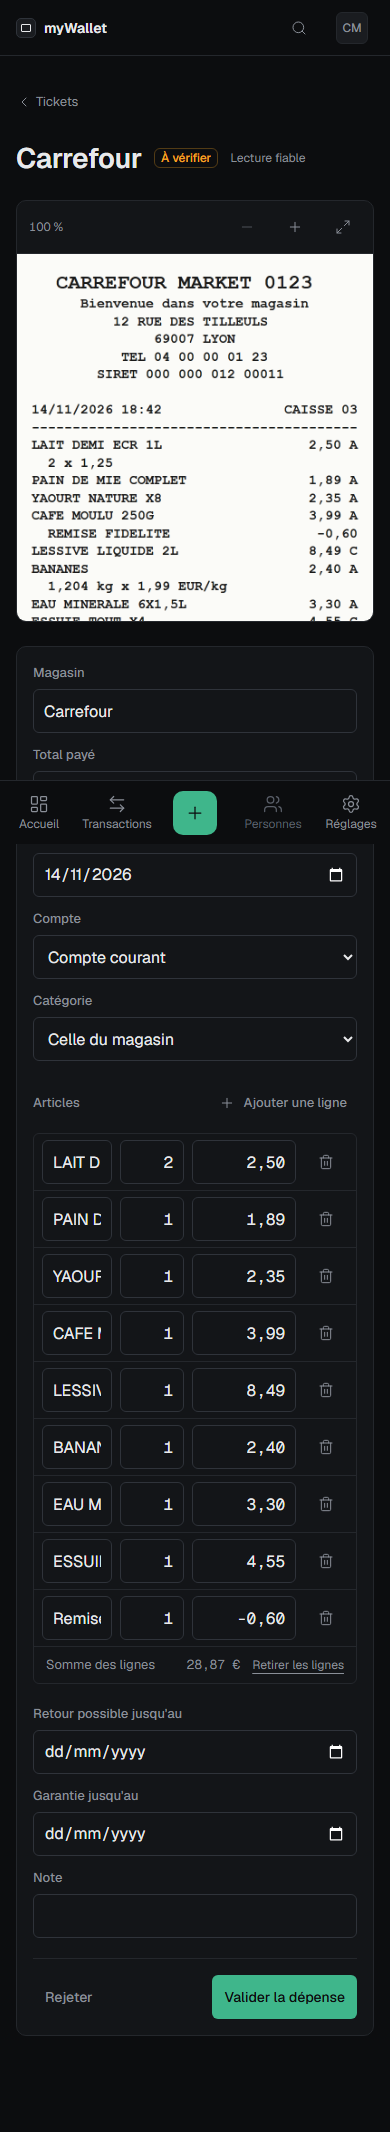 myWallet
CM
Tickets
Carrefour À vérifier Lecture fiable
100 %
CARREFOUR MARKET 0123
Bienvenue dans votre magasin
12 RUE DES TILLEULS
69007 LYON
TEL 04 00 00 01 23
SIRET 000 000 012 00011
14/11/2026 18:42 CAISSE 03
----------------------------------------
LAIT DEMI ECR 1L 2,50 A
2 x 1,25
PAIN DE MIE COMPLET 1,89 A
YAOURT NATURE X8 2,35 A
CAFE MOULU 250G 3,99 A
REMISE FIDELITE -0,60
LESSIVE LIQUIDE 2L 8,49 C
BANANES 2,40 A
1,204 kg x 1,99 EUR/kg
EAU MINERALE 6X1,5L 3,30 A
ESSUIE TOUT X4 4,55 C
Magasin
Carrefour
Total payé
Accueil Transactions + Personnes Réglages
14/11/2026
Compte
Compte courant
Catégorie
Celle du magasin
Articles + Ajouter une ligne
LAIT D 2 2,50
PAIN D 1 1,89
YAOUR 1 2,35
CAFE M 1 3,99
LESSIV 1 8,49
BANAN 1 2,40
EAU M 1 3,30
ESSUIE 1 4,55
Remise 1 -0,60
Somme des lignes 28,87 € Retirer les lignes
Retour possible jusqu'au
dd/mm/yyyy
Garantie jusqu'au
dd/mm/yyyy
Note
Rejeter Valider la dépense